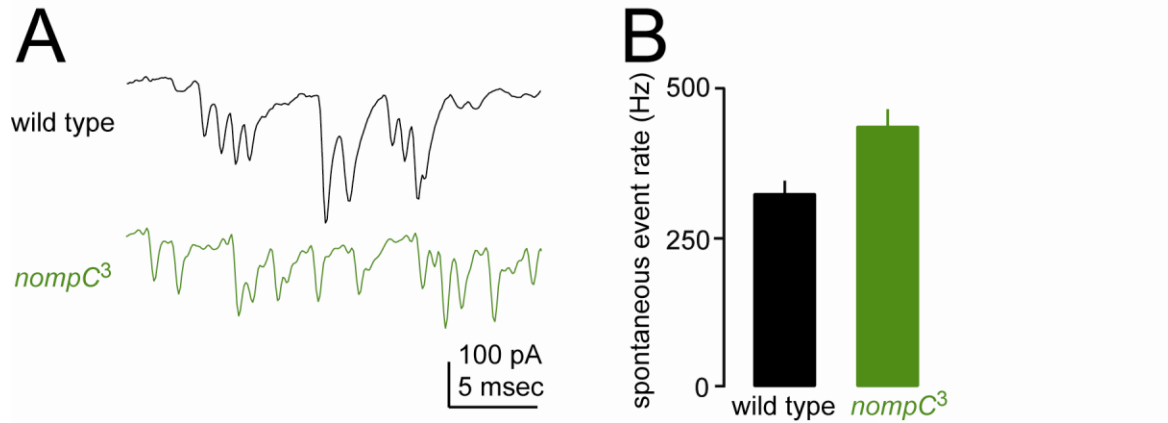 A
wild type
nompC³
100 pA
5 msec
B
spontaneous event rate (Hz)
500
250
0
wild type
nompC³